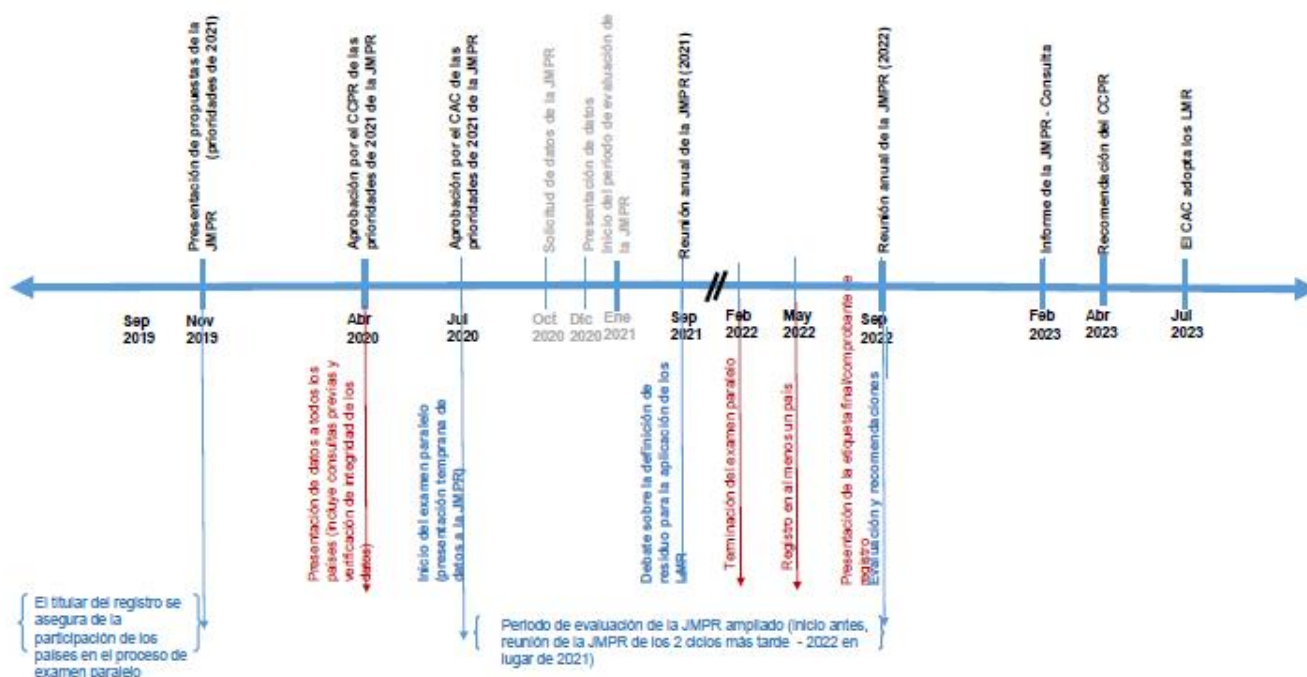 Presentación de propuestas de la
(prioridades de 2021)
JMPR
Aprobación por el CCPR de las
prioridades de 2021 de la JMPR
Aprobación por el CAC de las
prioridades de 2021 de la JMPR
Solicitud de datos de la JMPR
Presentación de datos
Inicio del período de evaluación de
la JMPR
Reunión anual de la JMPR (2021)
Reunión anual de la JMPR (2022)
Informe de la JMPR - Consulta
Recomendación del CCPR
El CAC adopta los LMR
Sep
2019
Nov
2019
Abr
2020
Jul
2020
Oct
2020
Dic
2020
Ene
2021
Sep
2021
Feb
2022
May
2022
Sep
2022
Feb
2023
Abr
2023
Jul
2023
Presentación de datos a todos los
países (incluye consultas previas y
verificación de integridad de los
datos)
Inicio del examen paralelo
(presentación temprana de
datos a la JMPR)
Debate sobre la definición de
residuo para la aplicación de los
LMR
Terminación del examen paralelo
Registro en al menos un país
Presentación de la etiqueta final/comprobante de
registro
Evaluación y recomendaciones
El titular del registro se
asegura de la
participación de los
países en el proceso de
examen paralelo
Período de evaluación de la JMPR ampliado (inicio antes,
reunión de la JMPR de los 2 ciclos más tarde - 2022 en
lugar de 2021)